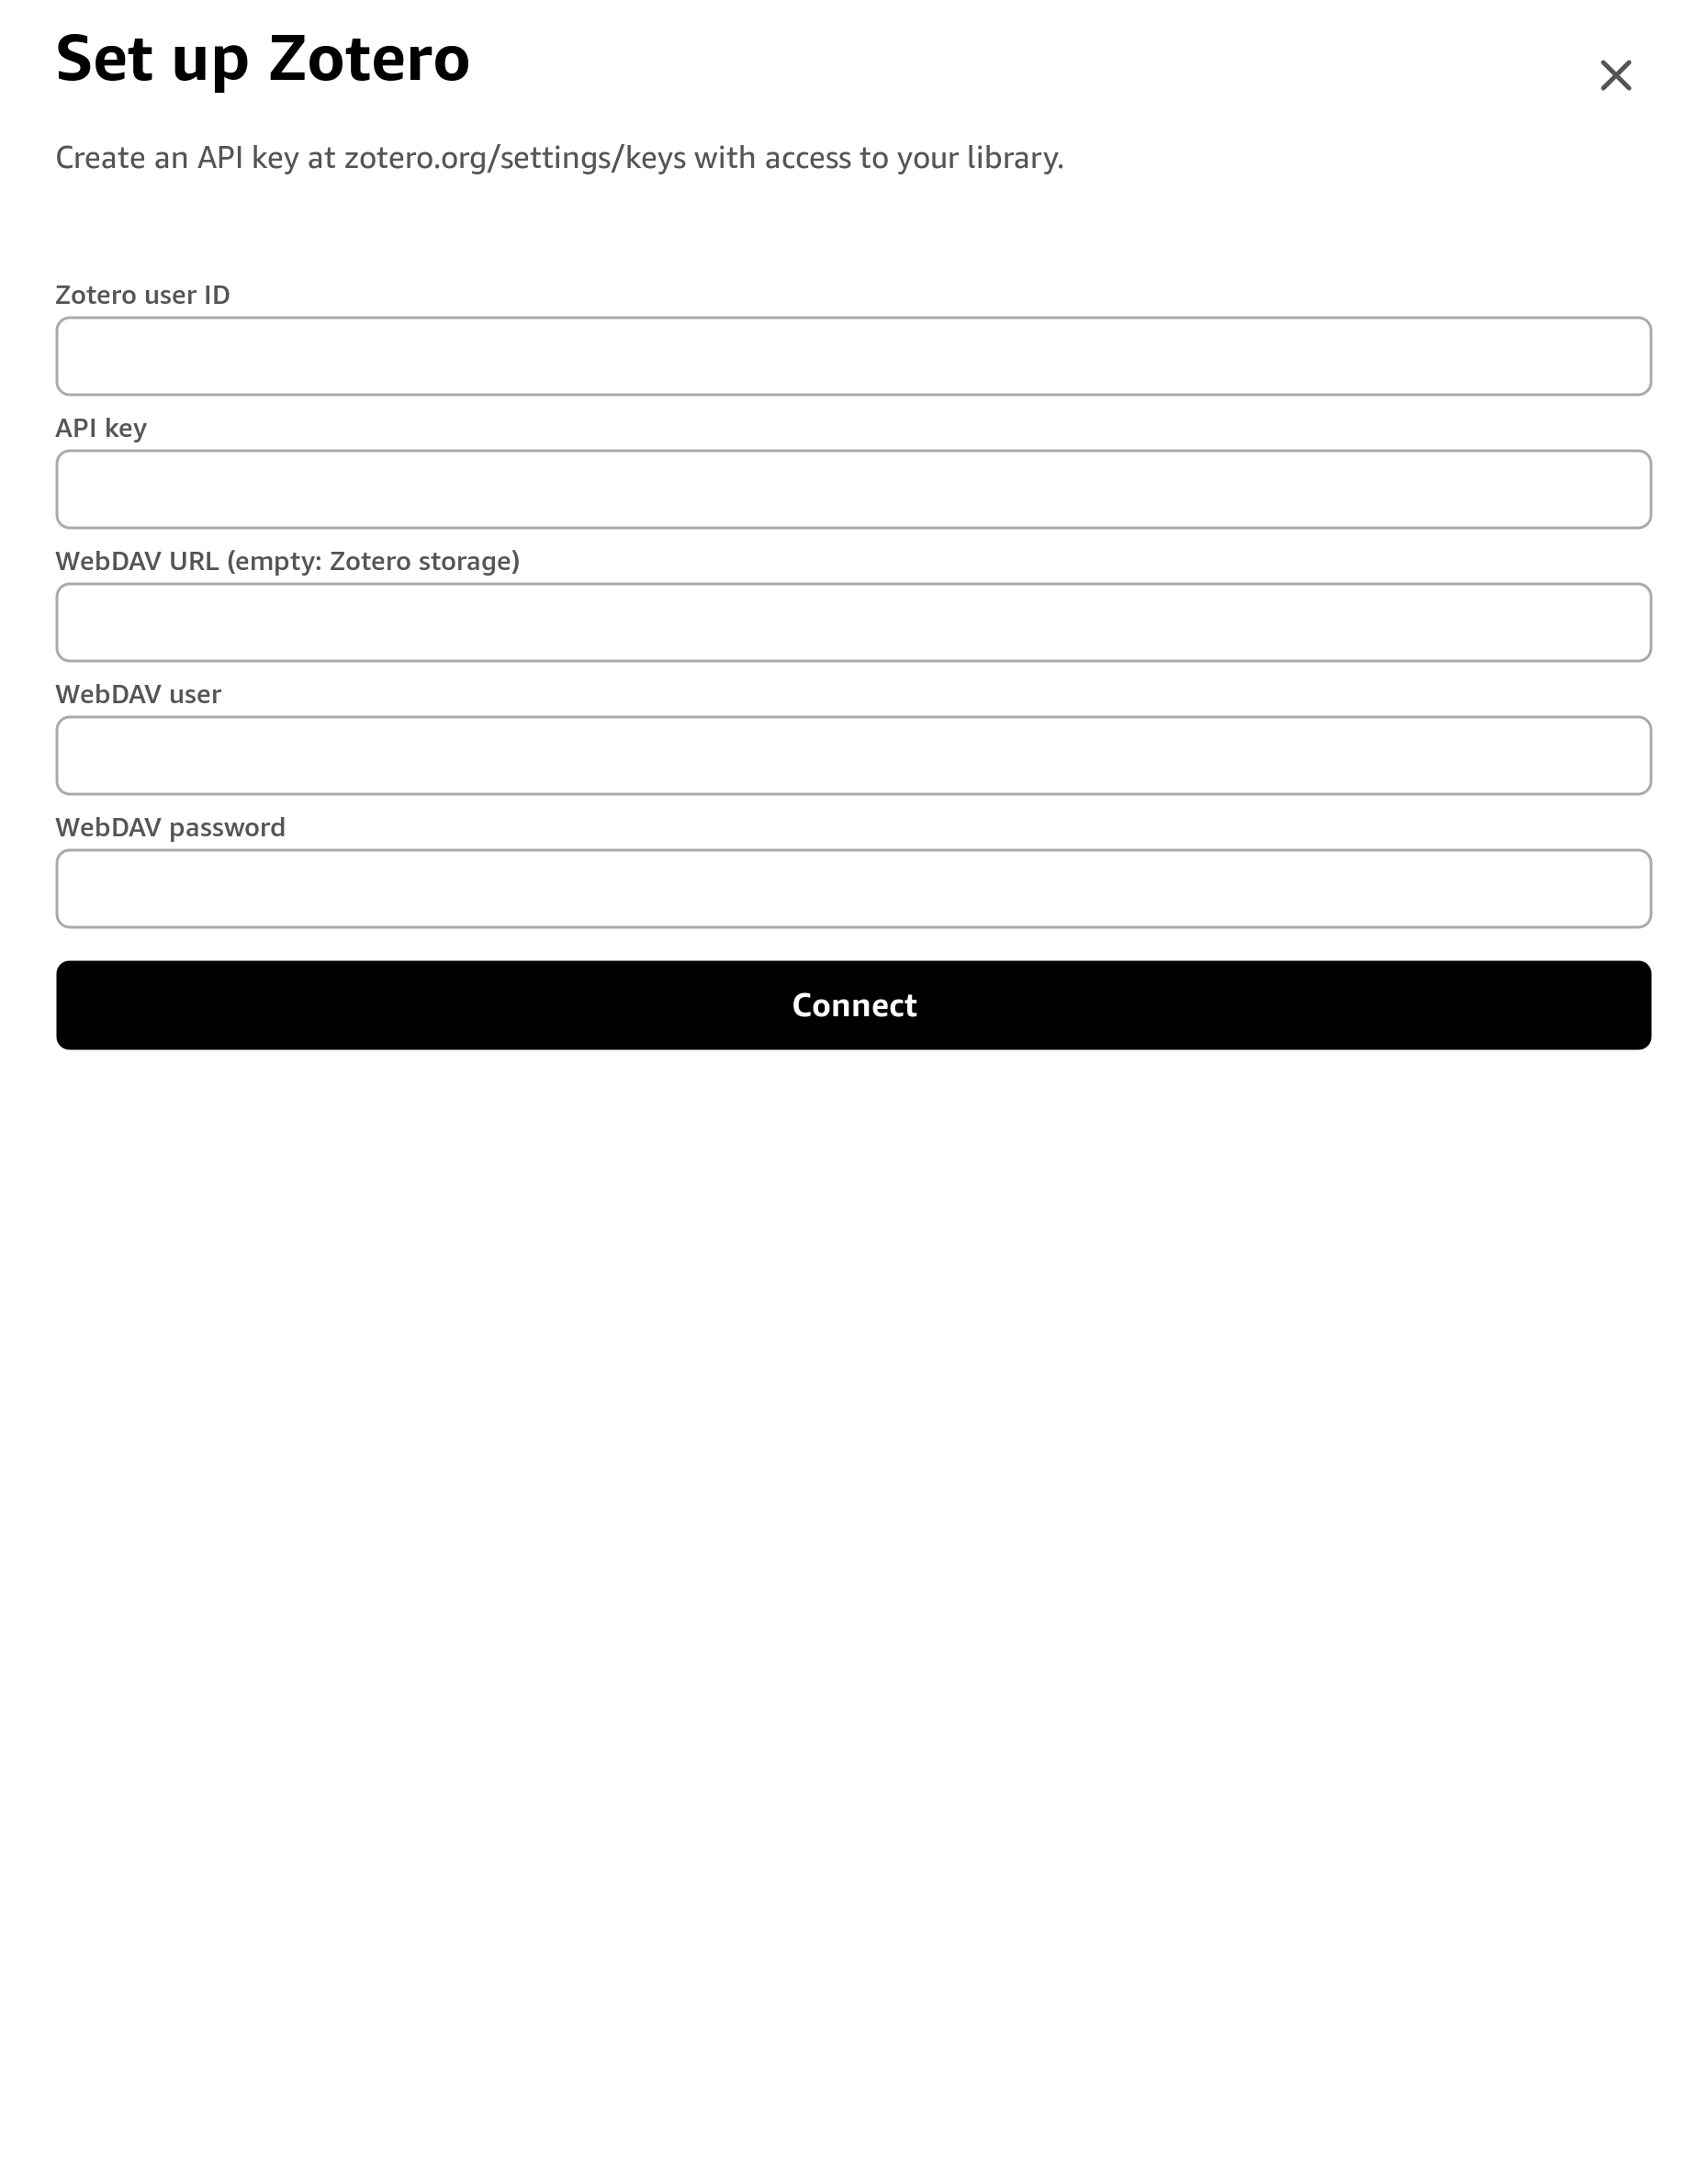 Set up Zotero
Create an API key at zotero.org/settings/keys with access to your library.
Zotero user ID
API key
WebDAV URL (empty: Zotero storage)
WebDAV user
WebDAV password
Connect